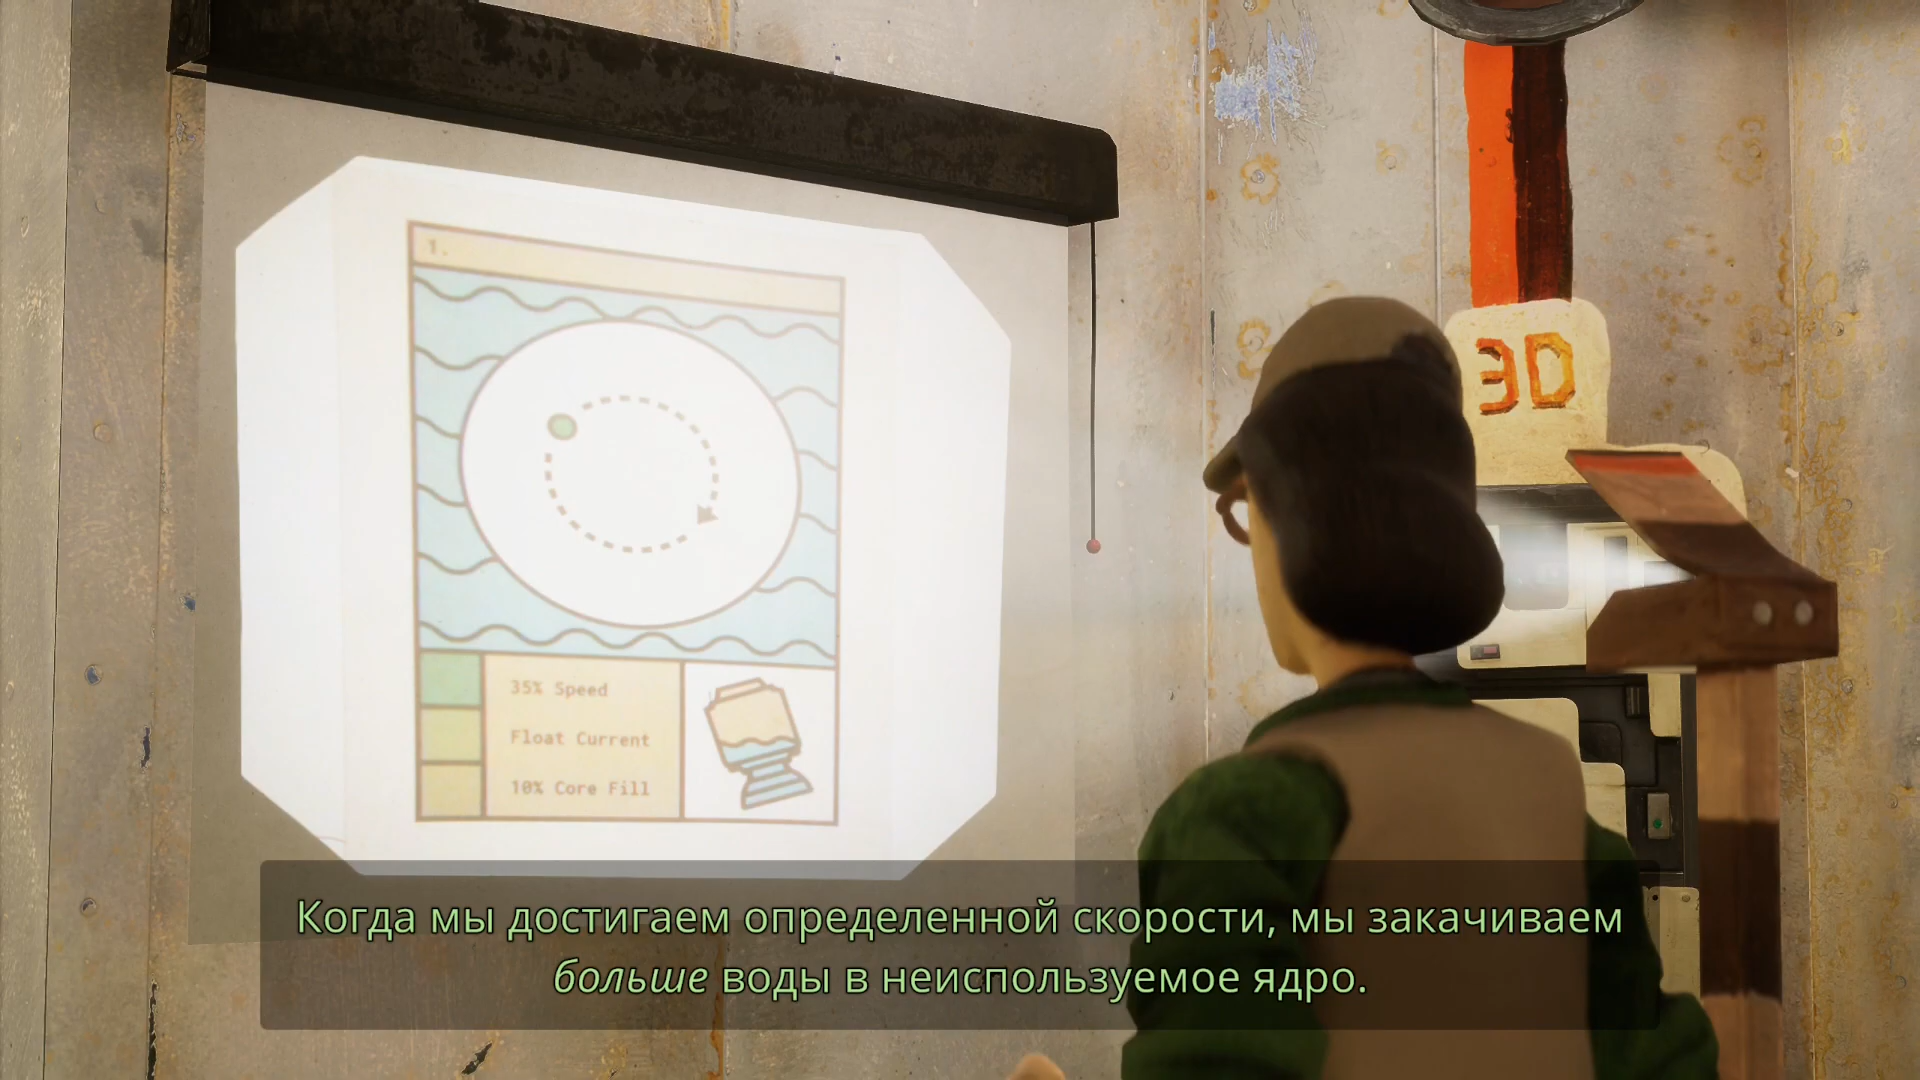 1.
35% Speed
Float Current
10% Core Fill
3D
Когда мы достигаем определенной скорости, мы закачиваем
больше воды в неиспользуемое ядро.